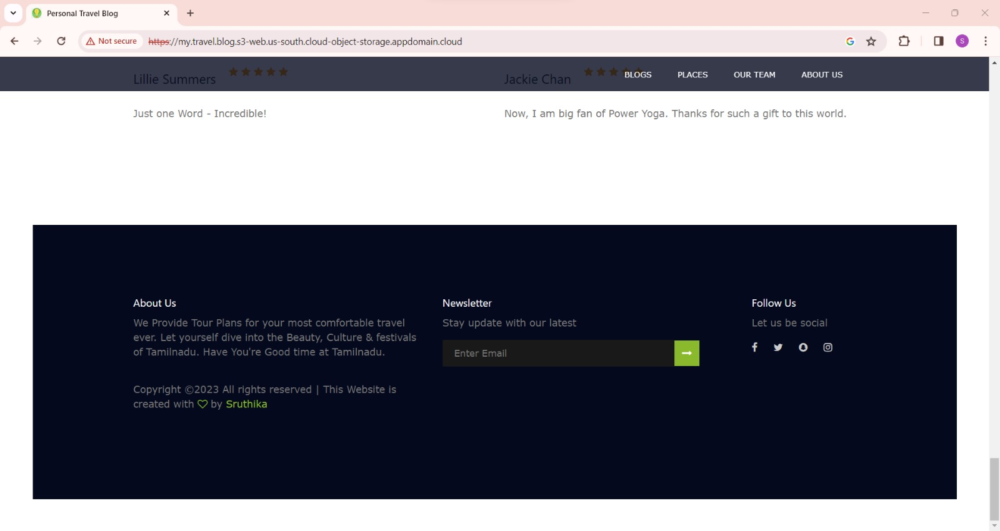 Personal Travel Blog
Not secure https://my.travel.blog.s3-web.us-south.cloud-object-storage.appdomain.cloud
S
Lillie Summers
Jackie Chan
BLOGS PLACES OUR TEAM ABOUT US
Just one Word - Incredible!
Now, I am big fan of Power Yoga. Thanks for such a gift to this world.
About Us
We Provide Tour Plans for your most comfortable travel
ever. Let yourself dive into the Beauty, Culture & festivals
of Tamilnadu. Have You're Good time at Tamilnadu.
Copyright ©2023 All rights reserved | This Website is
created with ♡ by Sruthika
Newsletter
Stay update with our latest
Enter Email
Follow Us
Let us be social